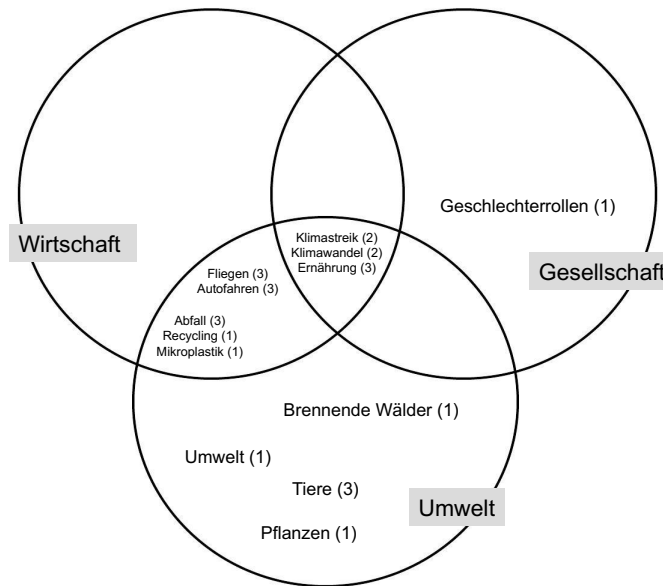 Geschlechterrollen (1)
Wirtschaft
Klimastreik (2)
Klimawandel (2)
Ernährung (3)
Gesellschaft
Fliegen (3)
Autofahren (3)
Abfall (3)
Recycling (1)
Mikroplastik (1)
Brennende Wälder (1)
Umwelt (1)
Tiere (3)
Umwelt
Pflanzen (1)